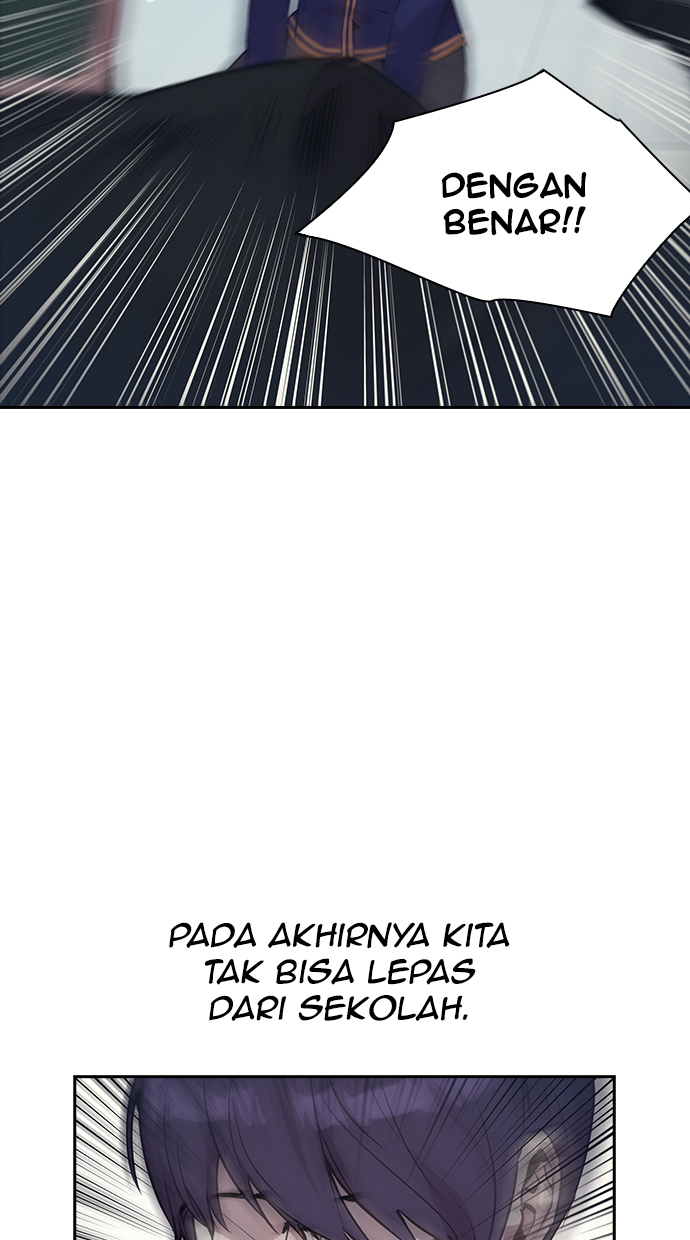 DENGAN
BENAR!!
PADA AKHIRNYA KITA
TAK BISA LEPAS
DARI SEKOLAH.